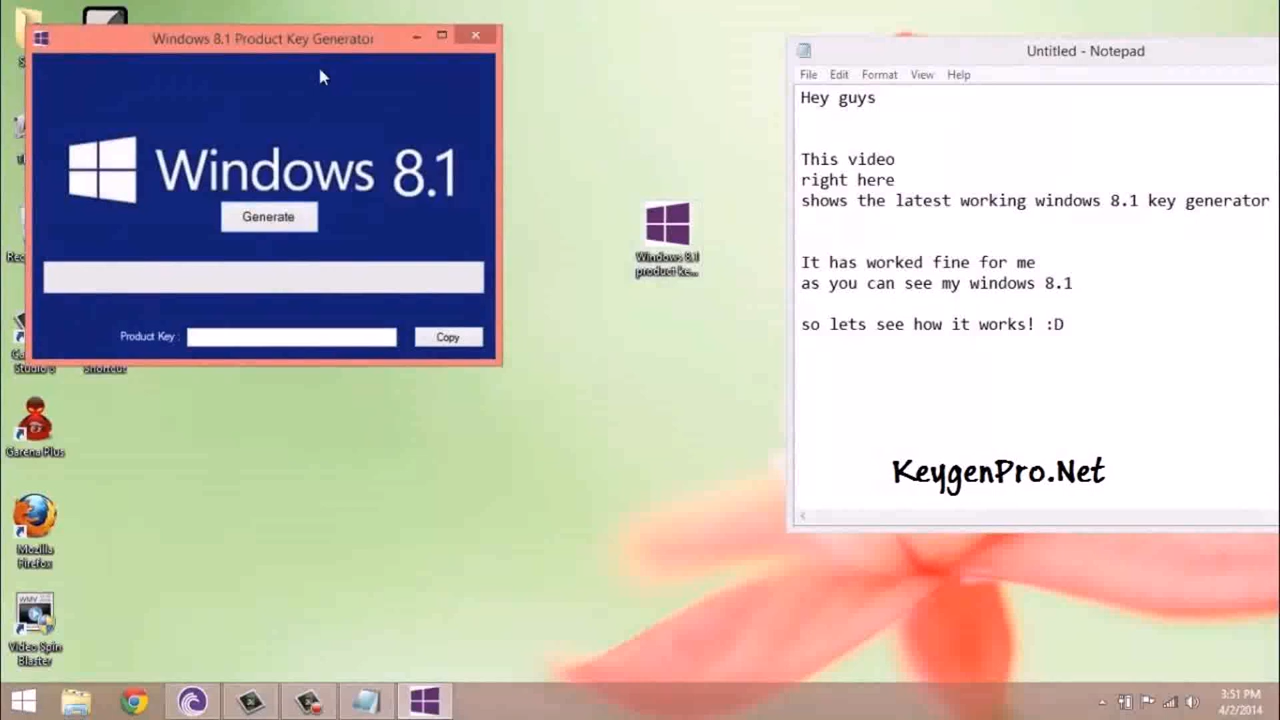 Windows 8.1 Product Key Generator
Windows 8.1
Generate
Product Key :
Copy
Garena Plus
Mozilla
Firefox
WMV
Video Spin
Blaster
Windows 8.1
product ke...
Untitled - Notepad
File Edit Format View Help
Hey guys
This video
right here
shows the latest working windows 8.1 key generator
It has worked fine for me
as you can see my windows 8.1
so lets see how it works! :D
KeygenPro.Net
3:51 PM
4/2/2014